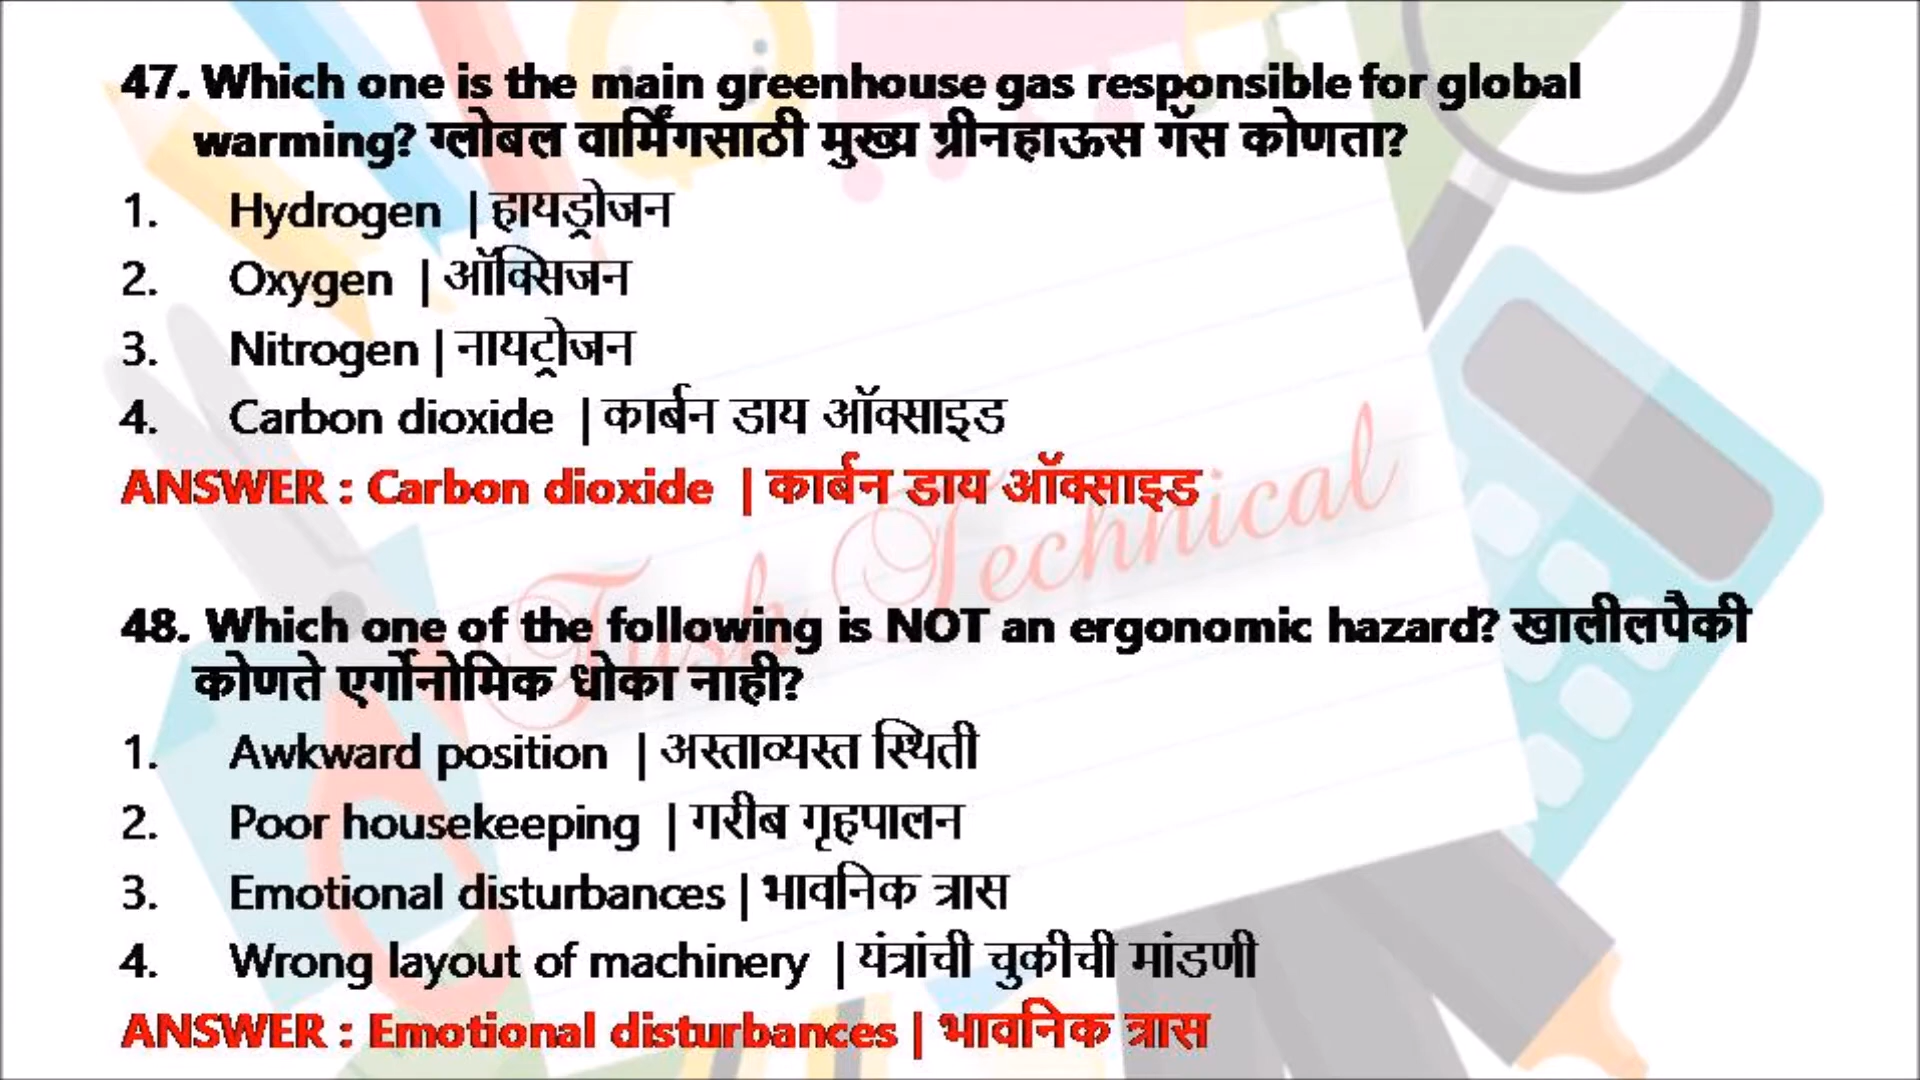 47. Which one is the main greenhouse gas responsible for global
warming? ग्लोबल वार्मिंगसाठी मुख्य ग्रीनहाऊस गॅस कोणता?
1. Hydrogen | हायड्रोजन
2. Oxygen | ऑक्सिजन
3. Nitrogen | नायट्रोजन
4. Carbon dioxide | कार्बन डाय ऑक्साइड
ANSWER : Carbon dioxide | कार्बन डाय ऑक्साइड
Tush Technical
48. Which one of the following is NOT an ergonomic hazard? खालीलपैकी
कोणते एर्गोनोमिक धोका नाही?
1. Awkward position | अस्ताव्यस्त स्थिती
2. Poor housekeeping | गरीब गृहपालन
3. Emotional disturbances | भावनिक त्रास
4. Wrong layout of machinery | यंत्रांची चुकीची मांडणी
ANSWER : Emotional disturbances | भावनिक त्रास